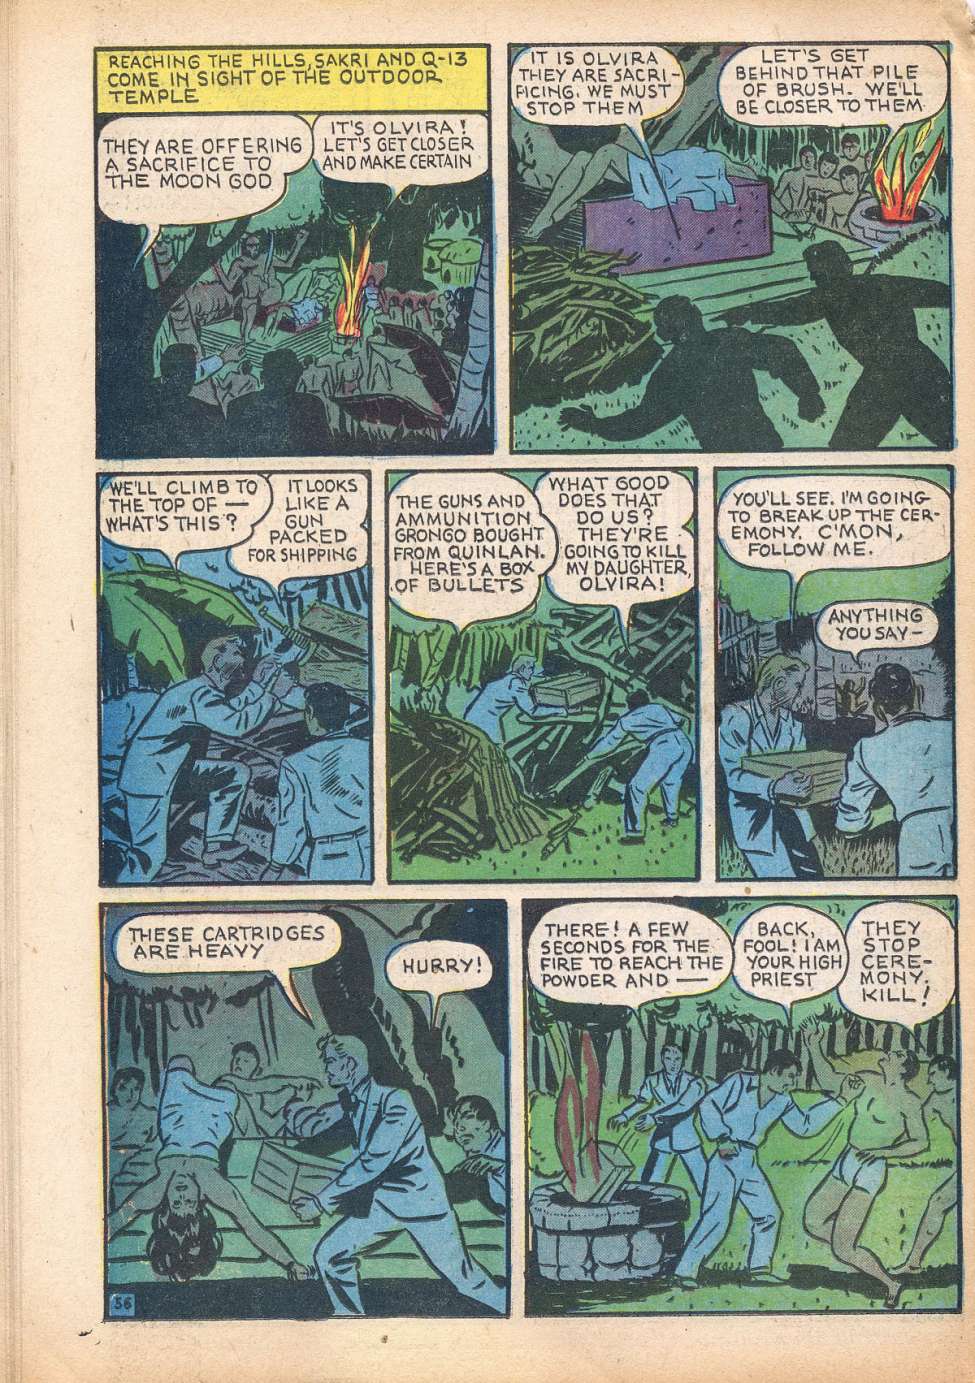 REACHING THE HILLS, SAKRI AND Q-13
COME IN SIGHT OF THE OUTDOOR
TEMPLE
THEY ARE OFFERING
A SACRIFICE TO
THE MOON GOD
IT'S OLVIRA!
LET'S GET CLOSER
AND MAKE CERTAIN
IT IS OLVIRA
THEY ARE SACRI-
FICING. WE MUST
STOP THEM
LET'S GET
BEHIND THAT PILE
OF BRUSH. WE'LL
BE CLOSER TO THEM
WE'LL CLIMB TO
THE TOP OF —
WHAT'S THIS?
IT LOOKS
LIKE A
GUN
PACKED
FOR SHIPPING
THE GUNS AND
AMMUNITION
GRONGO BOUGHT
FROM QUINLAN.
HERE'S A BOX
OF BULLETS
WHAT GOOD
DOES THAT
DO US?
THEY'RE
GOING TO KILL
MY DAUGHTER,
OLVIRA!
YOU'LL SEE. I'M GOING
TO BREAK UP THE CER-
EMONY. C'MON,
FOLLOW ME.
ANYTHING
YOU SAY—
THESE CARTRIDGES
ARE HEAVY
HURRY!
56
THERE! A FEW
SECONDS FOR THE
FIRE TO REACH THE
POWDER AND —
BACK,
FOOL! I AM
YOUR HIGH
PRIEST
THEY
STOP
CERE-
MONY.
KILL!